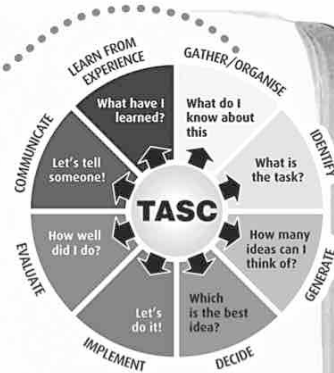 GATHER/ORGANISE
What do I
know about
this
IDENTIFY
What is
the task?
GENERATE
How many
ideas can I
think of?
DECIDE
Which
is the best
idea?
IMPLEMENT
Let's
do it!
EVALUATE
How well
did I do?
COMMUNICATE
Let's tell
someone!
LEARN FROM
EXPERIENCE
What have I
learned?
TASC